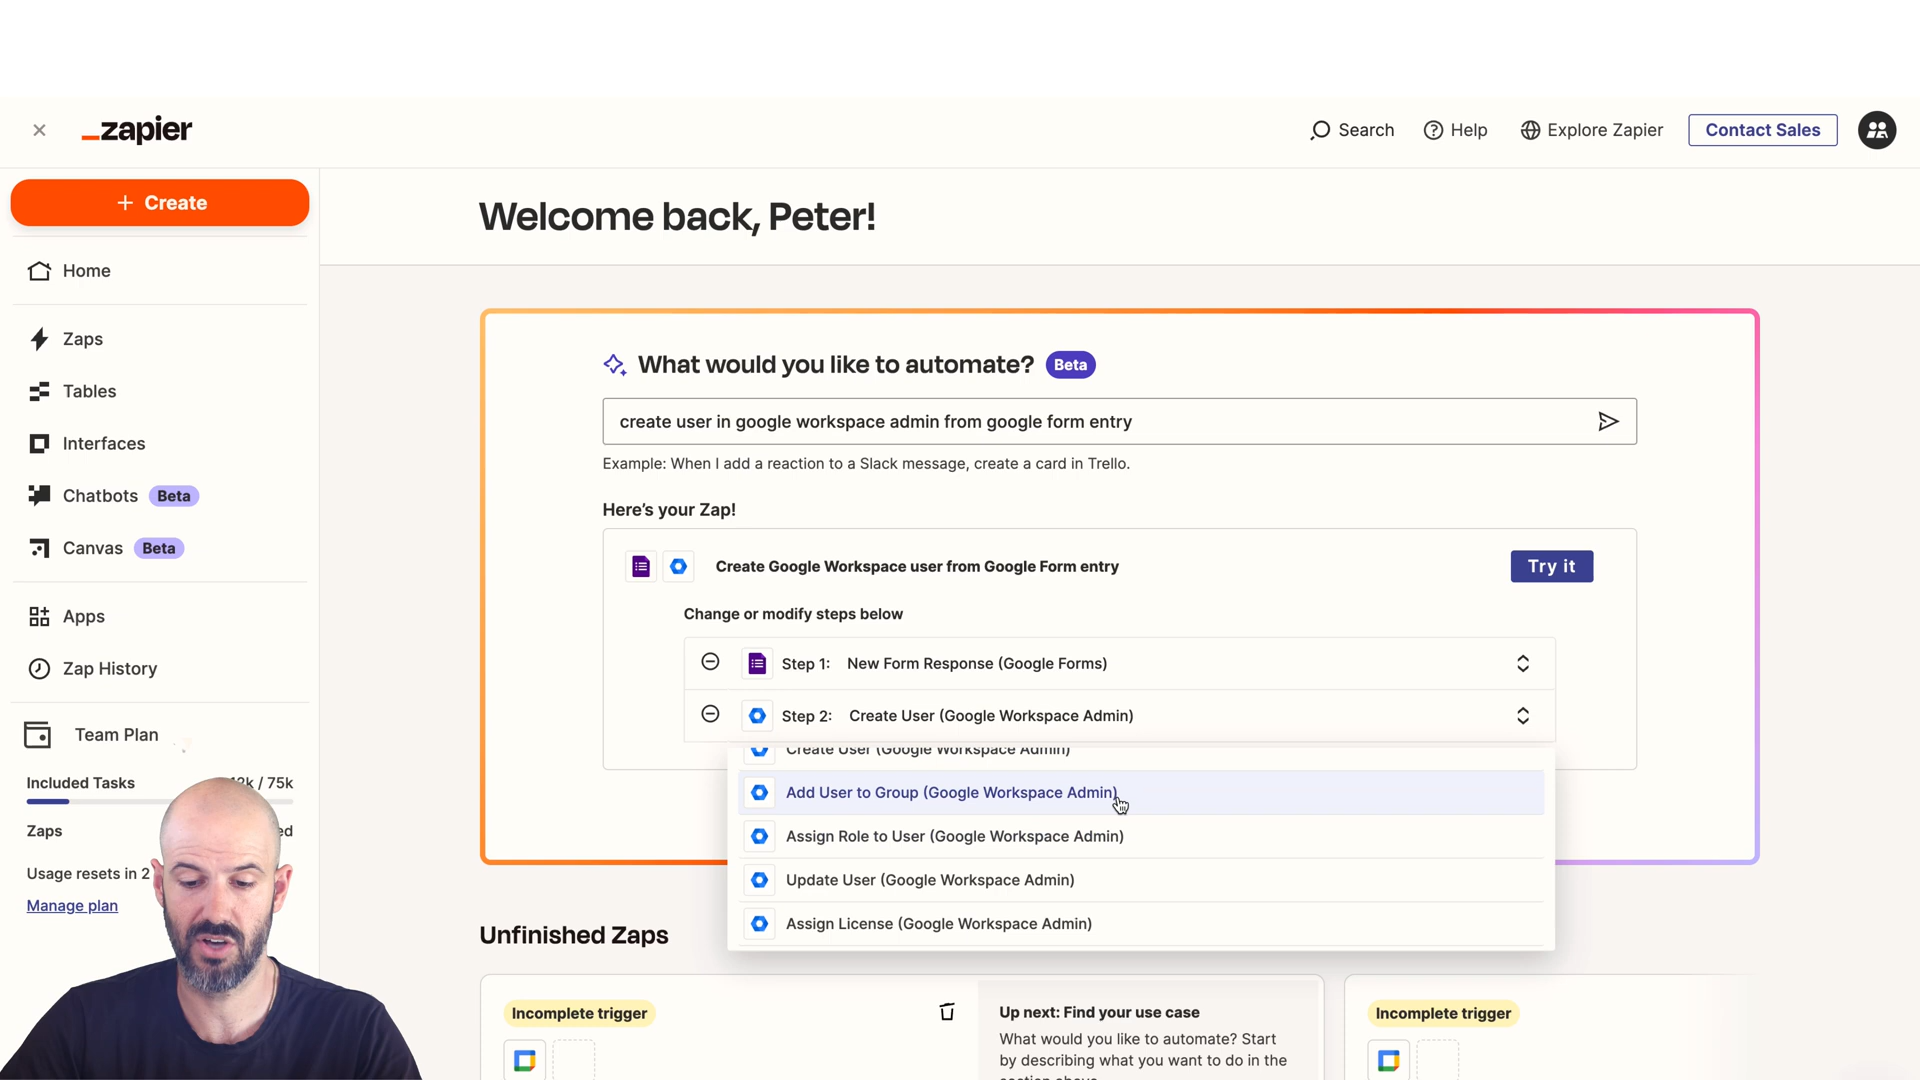 zapier
Search
Help
Explore Zapier
Contact Sales
+ Create
Home
Zaps
Tables
Interfaces
Chatbots Beta
Canvas Beta
Apps
Zap History
Team Plan
Included Tasks
/ 75k
Zaps
Usage resets in 2
Manage plan
Welcome back, Peter!
What would you like to automate? Beta
create user in google workspace admin from google form entry
Example: When I add a reaction to a Slack message, create a card in Trello.
Here's your Zap!
Create Google Workspace user from Google Form entry
Try it
Change or modify steps below
Step 1: New Form Response (Google Forms)
Step 2: Create User (Google Workspace Admin)
Create User (Google Workspace Admin)
Add User to Group (Google Workspace Admin)
Assign Role to User (Google Workspace Admin)
Update User (Google Workspace Admin)
Assign License (Google Workspace Admin)
Unfinished Zaps
Incomplete trigger
Up next: Find your use case
What would you like to automate? Start
by describing what you want to do in the
section above
Incomplete trigger